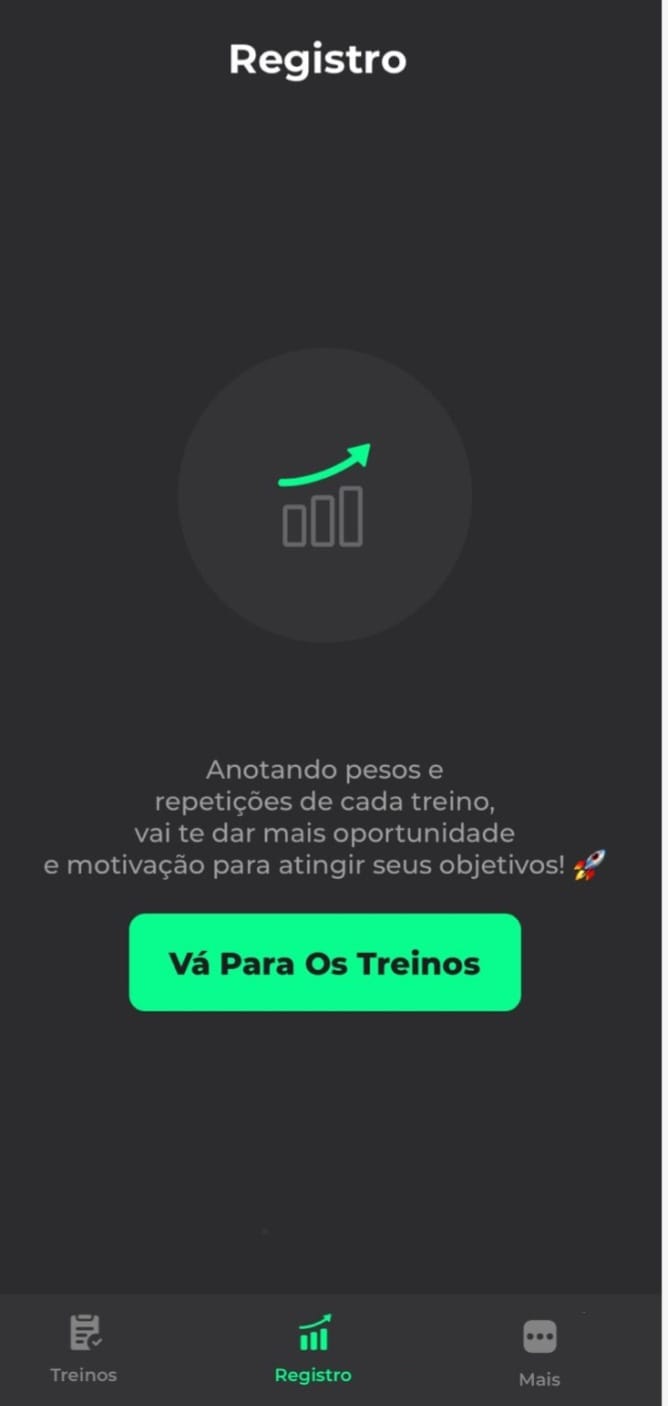 Registro
Anotando pesos e
repetições de cada treino,
vai te dar mais oportunidade
e motivação para atingir seus objetivos! 🚀
Vá Para Os Treinos
Treinos
Registro
Mais